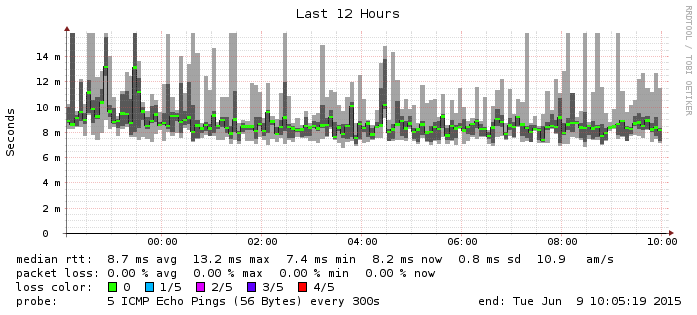 Last 12 Hours
RRDTOOL / TOBI OETIKER
Seconds
14 m
12 m
10 m
8 m
6 m
4 m
2 m
0
00:00 02:00 04:00 06:00 08:00 10:00
median rtt: 8.7 ms avg 13.2 ms max 7.4 ms min 8.2 ms now 0.8 ms sd 10.9 am/s
packet loss: 0.00 % avg 0.00 % max 0.00 % min 0.00 % now
loss color: 0 1/5 2/5 3/5 4/5
probe: 5 ICMP Echo Pings (56 Bytes) every 300s end: Tue Jun 9 10:05:19 2015